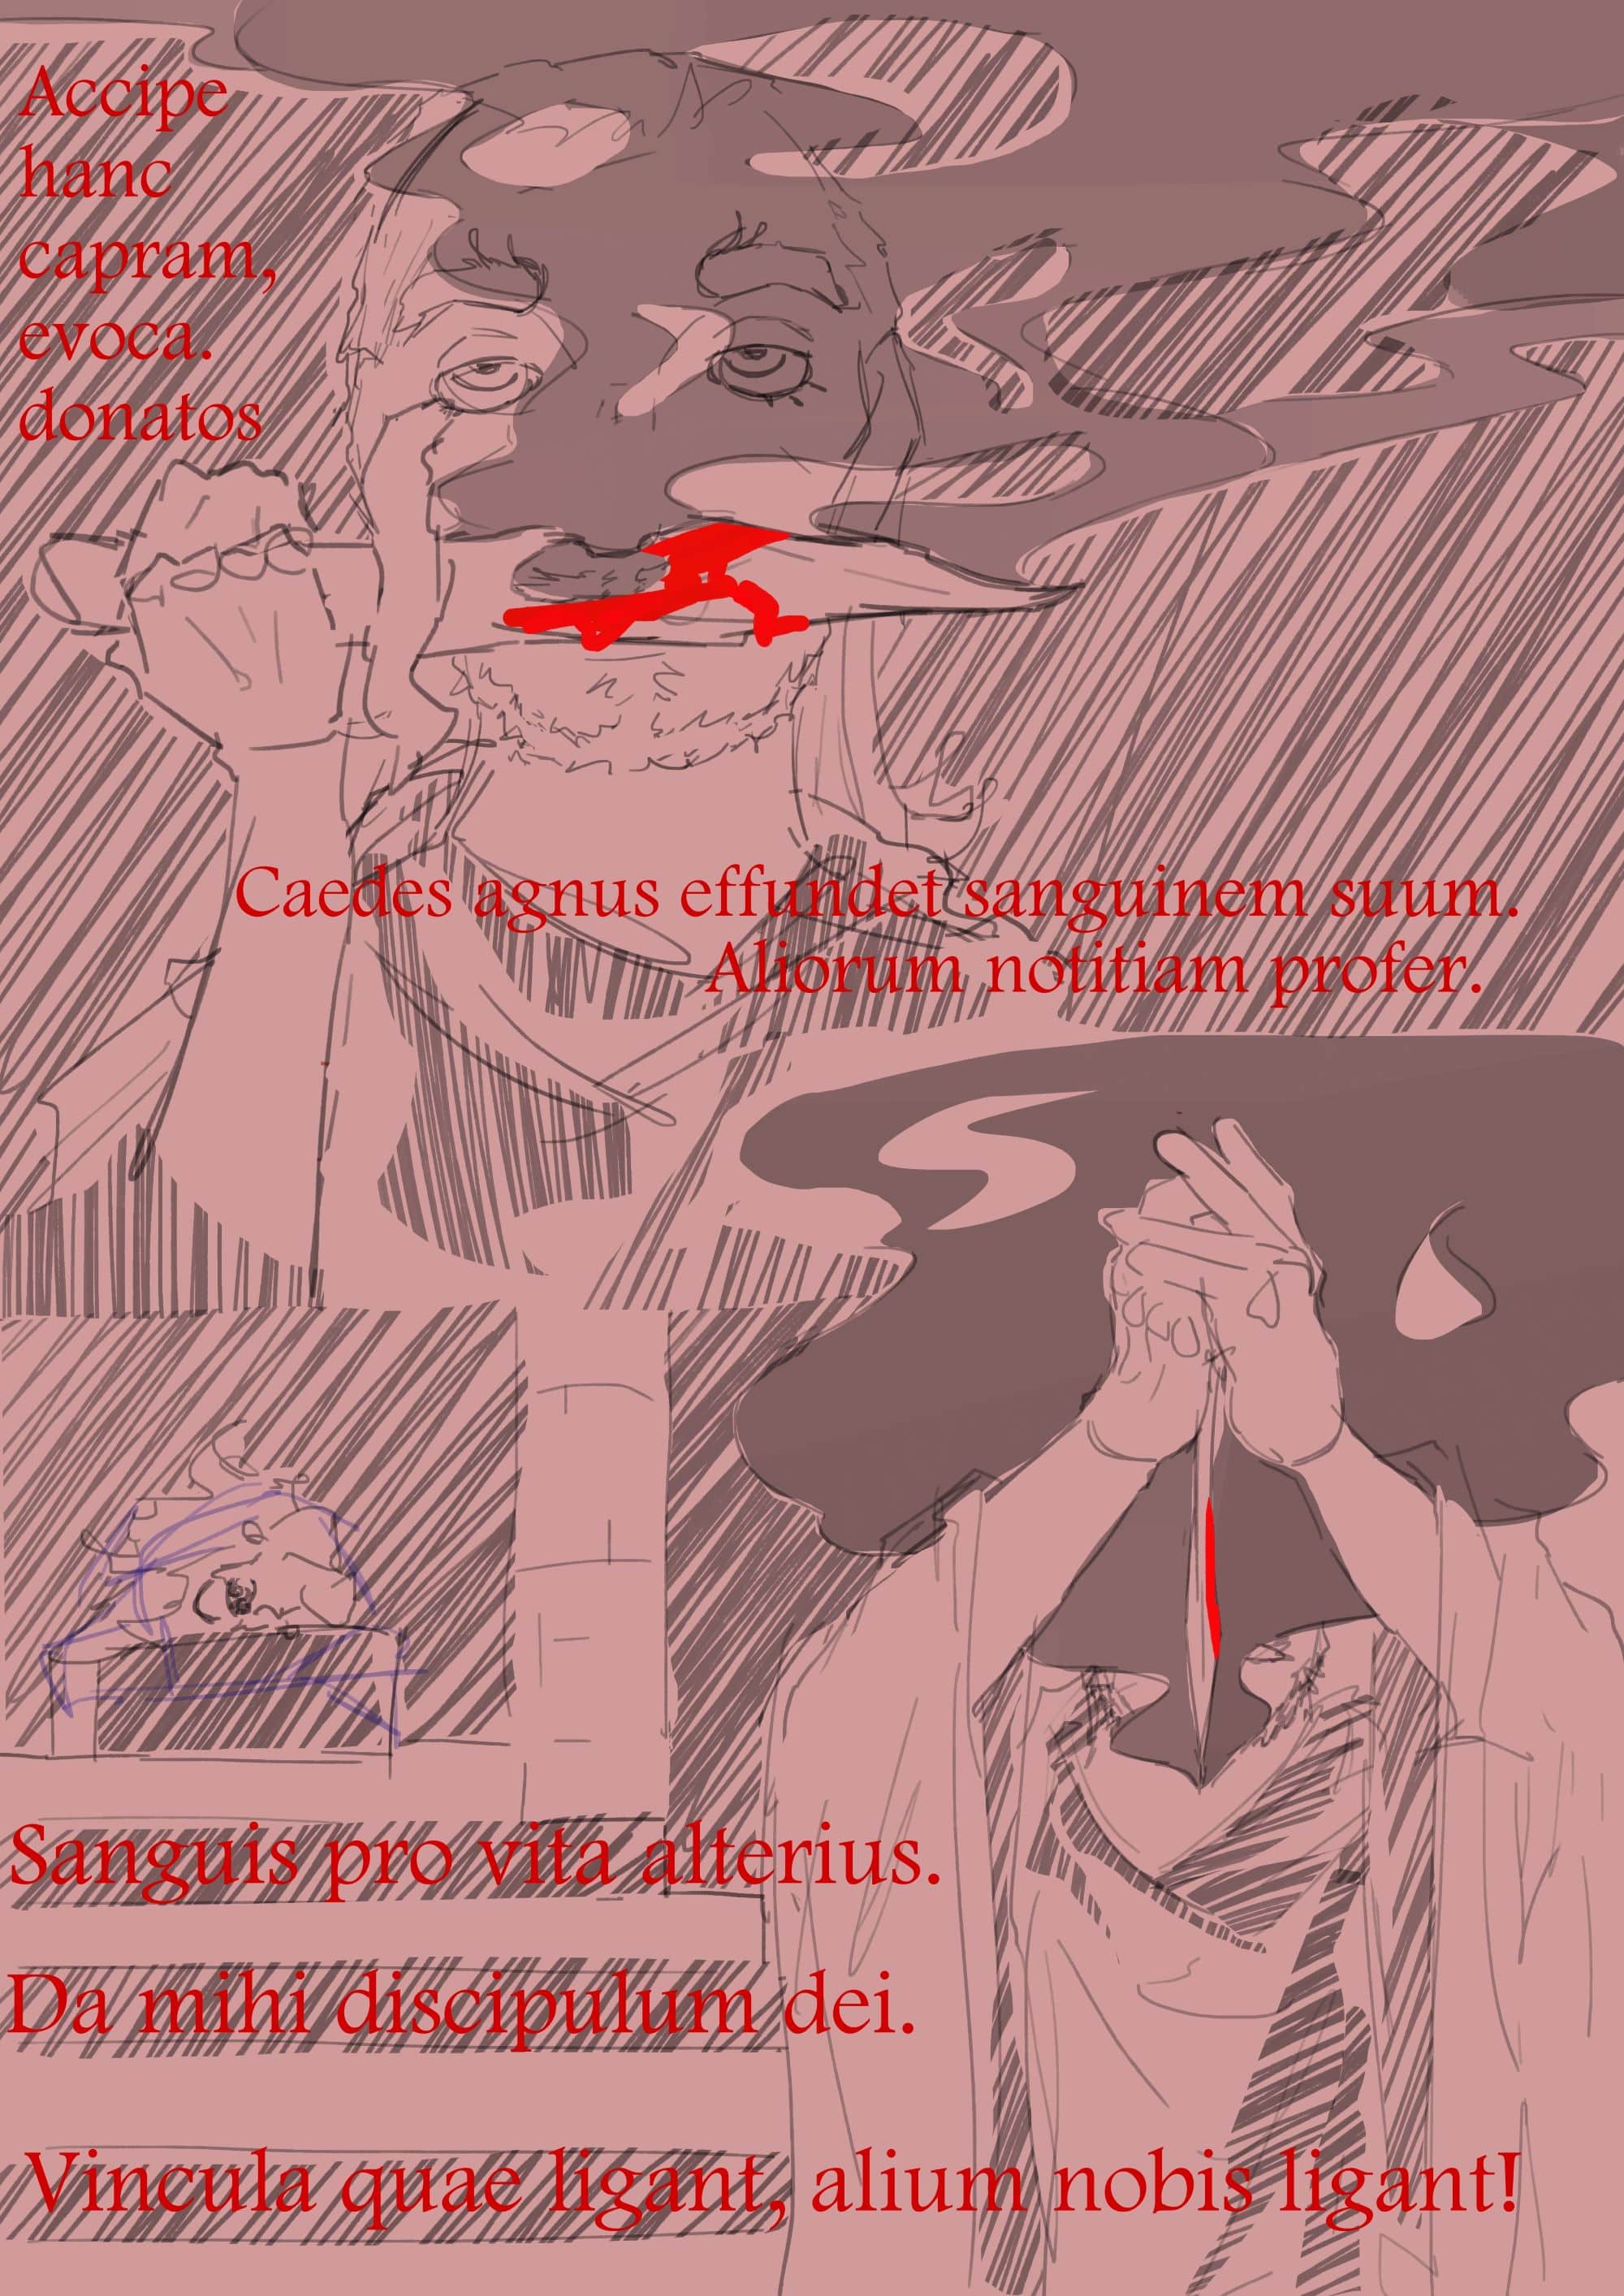 Accipe
hanc
capram,
evoca.
donatos
Caedes agnus effundet sanguinem suum.
Aliorum notitiam profer.
Sanguis pro vita alterius.
Da mihi discipulum dei.
Vincula quae ligant, alium nobis ligant!